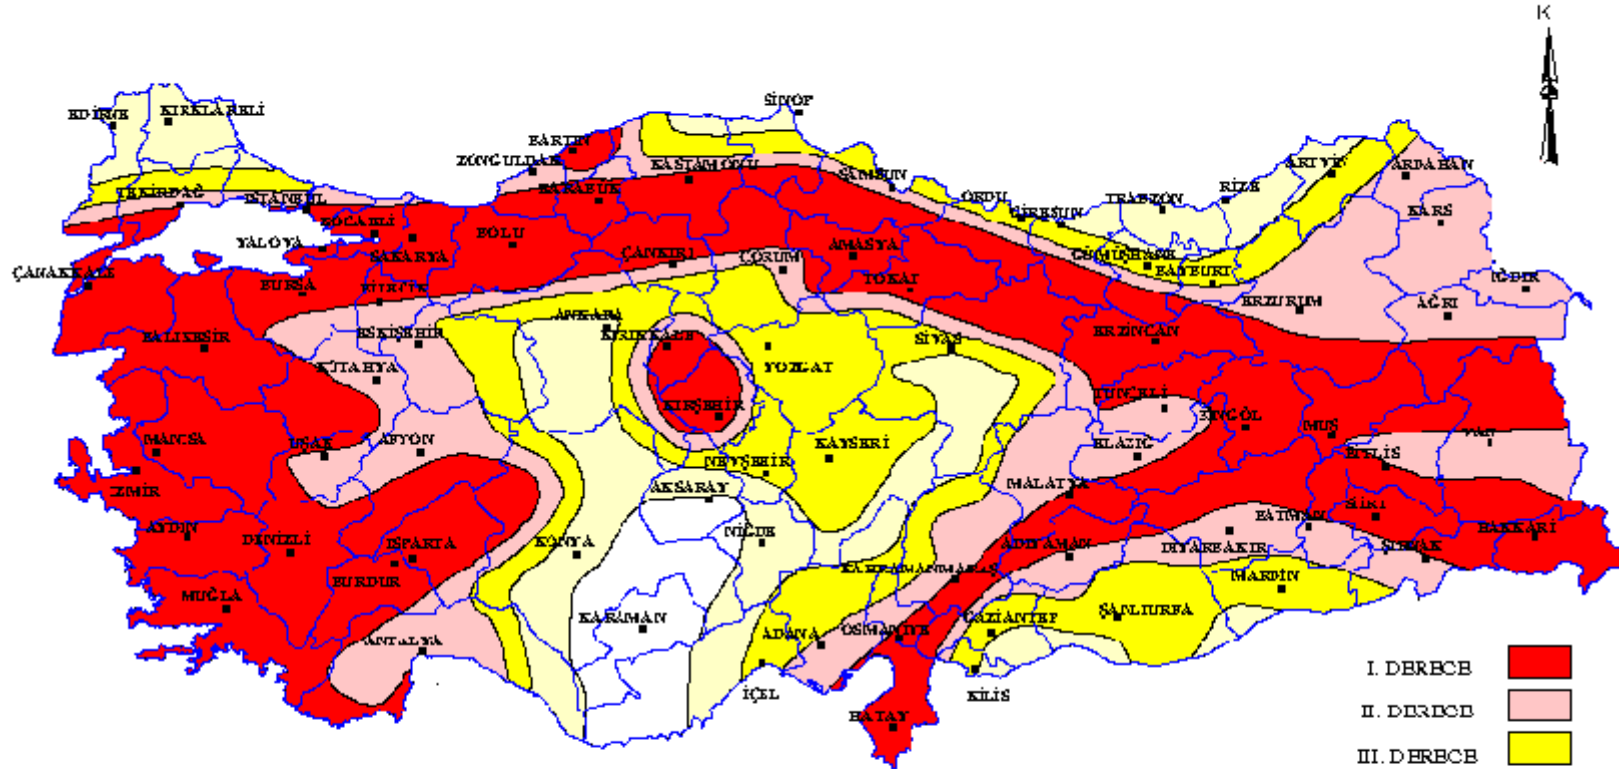 K
SİNOP
EDİRNE
KIRKLARELİ
BARTIN
ZONGULDAK
KASTAMONU
ARTVİN
ARDAHAN
SAMSUN
TEKİRDAĞ
İSTANBUL
KARABÜK
ORDU
GİRESUN
TRABZON
RİZE
KARS
KOCAELİ
YALOVA
SAKARYA
BOLU
ÇANKIRI
ÇORUM
AMASYA
GÜMÜŞHANE
BAYBURT
ÇANAKKALE
BURSA
BİLECİK
TOKAT
ERZURUM
AĞRI
IĞDIR
ANKARA
BALIKESİR
ESKİŞEHİR
KIRIKKALE
SİVAS
ERZİNCAN
KÜTAHYA
YOZGAT
TUNCELİ
KIRŞEHİR
BİNGÖL
MUŞ
MANİSA
UŞAK
AFYON
KAYSERİ
ELAZIĞ
VAN
BİTLİS
NEVŞEHİR
İZMİR
AKSARAY
MALATYA
SİİRT
BATMAN
AYDIN
DENİZLİ
ISPARTA
KONYA
NİĞDE
HAKKARİ
BURDUR
ADIYAMAN
DİYARBAKIR
ŞIRNAK
KAHRAMANMARAŞ
MARDİN
MUĞLA
KARAMAN
GAZİANTEP
ŞANLIURFA
ANTALYA
ADANA
OSMANİYE
İÇEL
KİLİS
HATAY
I. DERECE
II. DERECE
III. DERECE